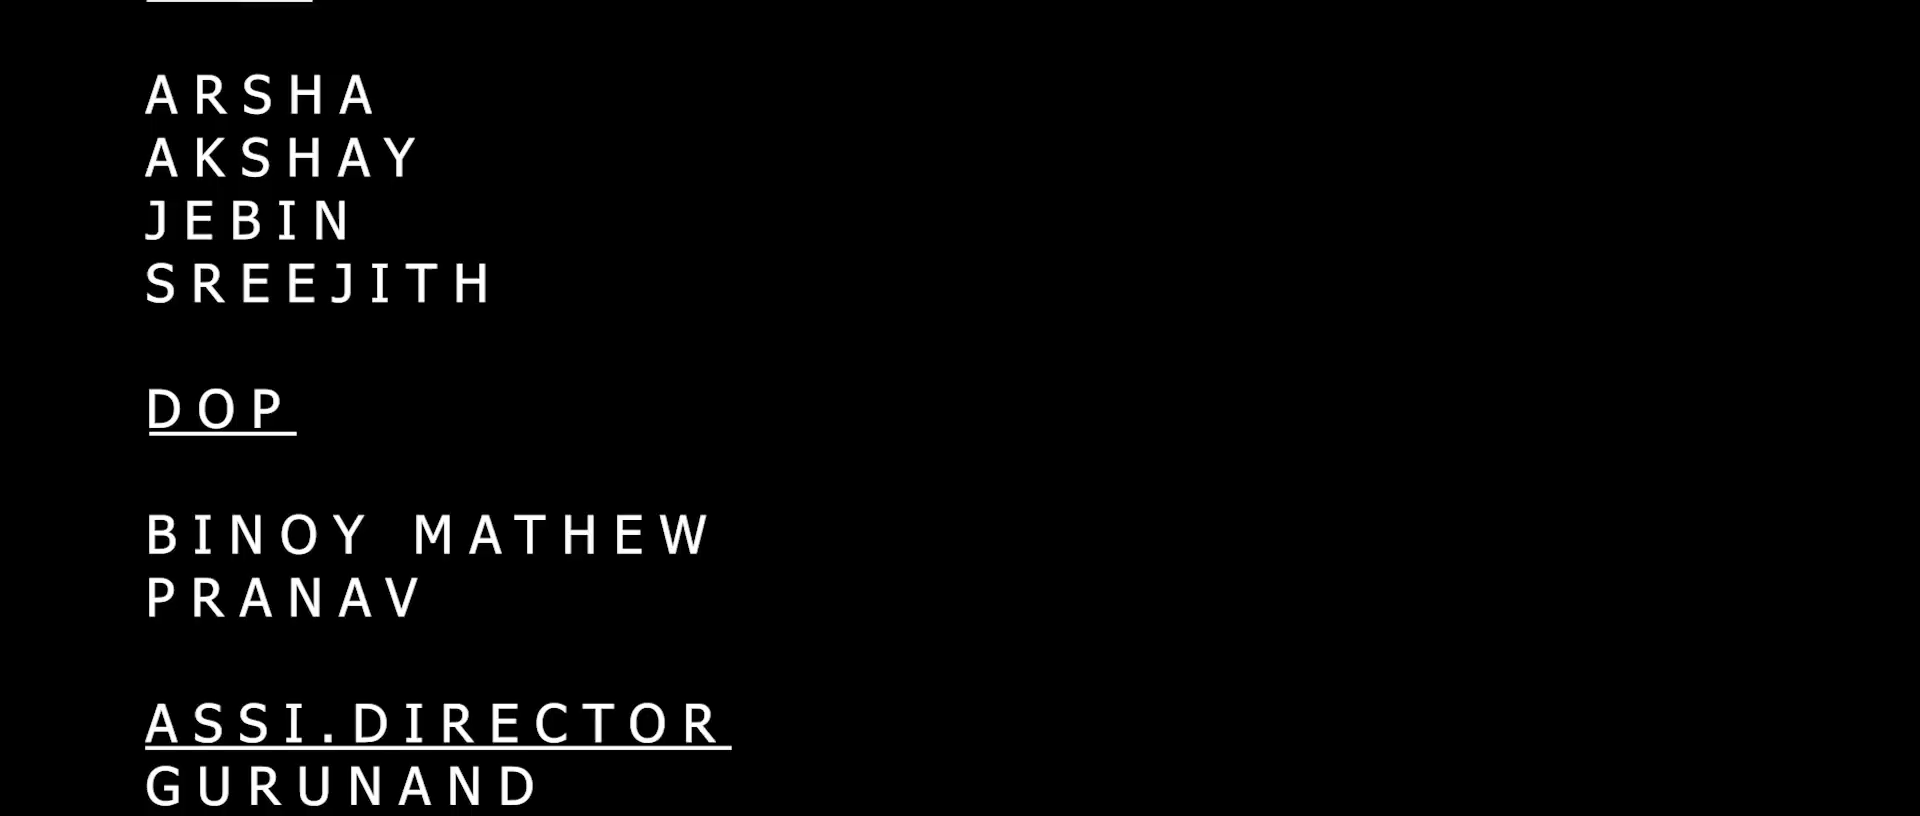 ARSHA
AKSHAY
JEBIN
SREEJITH
DOP
BINOY MATHEW
PRANAV
ASSI.DIRECTOR
GURUNAND